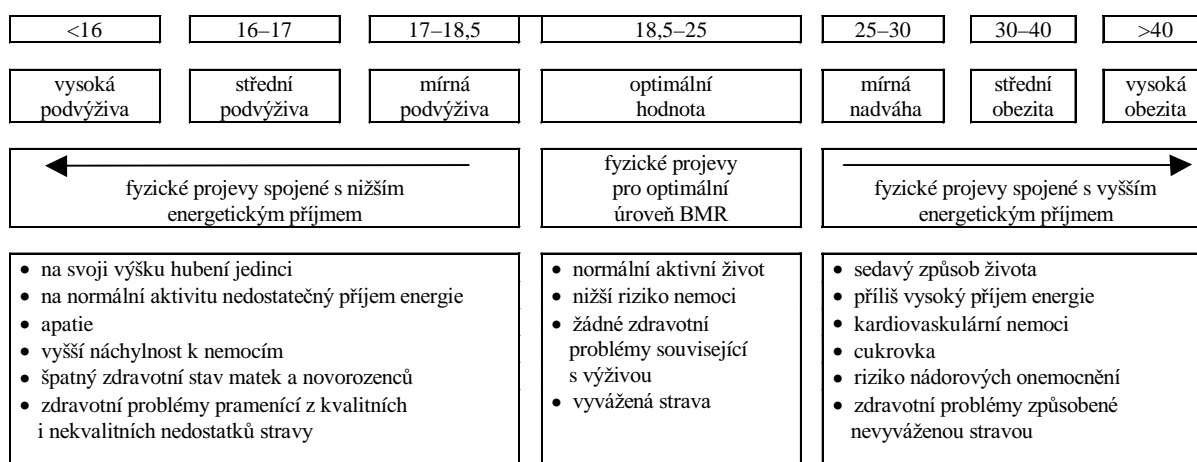 <16
16–17
17–18,5
18,5–25
25–30
30–40
>40
vysoká
podvýživa
střední
podvýživa
mírná
podvýživa
optimální
hodnota
mírná
nadváha
střední
obezita
vysoká
obezita
fyzické projevy spojené s nižším
energetickým příjmem
fyzické projevy
pro optimální
úroveň BMR
fyzické projevy spojené s vyšším
energetickým příjmem
• na svoji výšku hubení jedinci
• na normální aktivitu nedostatečný příjem energie
• apatie
• vyšší náchylnost k nemocím
• špatný zdravotní stav matek a novorozenců
• zdravotní problémy pramenící z kvalitních
i nekvalitních nedostatků stravy
• normální aktivní život
• nižší riziko nemoci
• žádné zdravotní
problémy související
s výživou
• vyvážená strava
• sedavý způsob života
• příliš vysoký příjem energie
• kardiovaskulární nemoci
• cukrovka
• riziko nádorových onemocnění
• zdravotní problémy způsobené
nevyváženou stravou